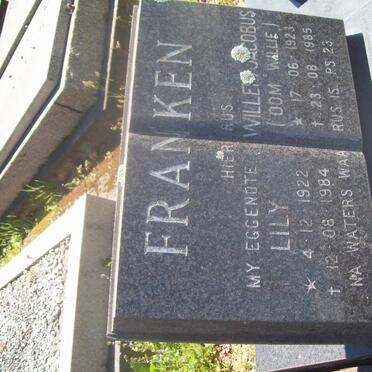 FRANKEN
HIER RUS
MY EGGENOTE
LILY
* 4.12.1922
† 12.08.1984
NA WATERS WAAR
WILLEM JACOBUS
( OOM WILLIE )
* 17.06.1923
† 23.08.1985
RUS.IS. PS 23